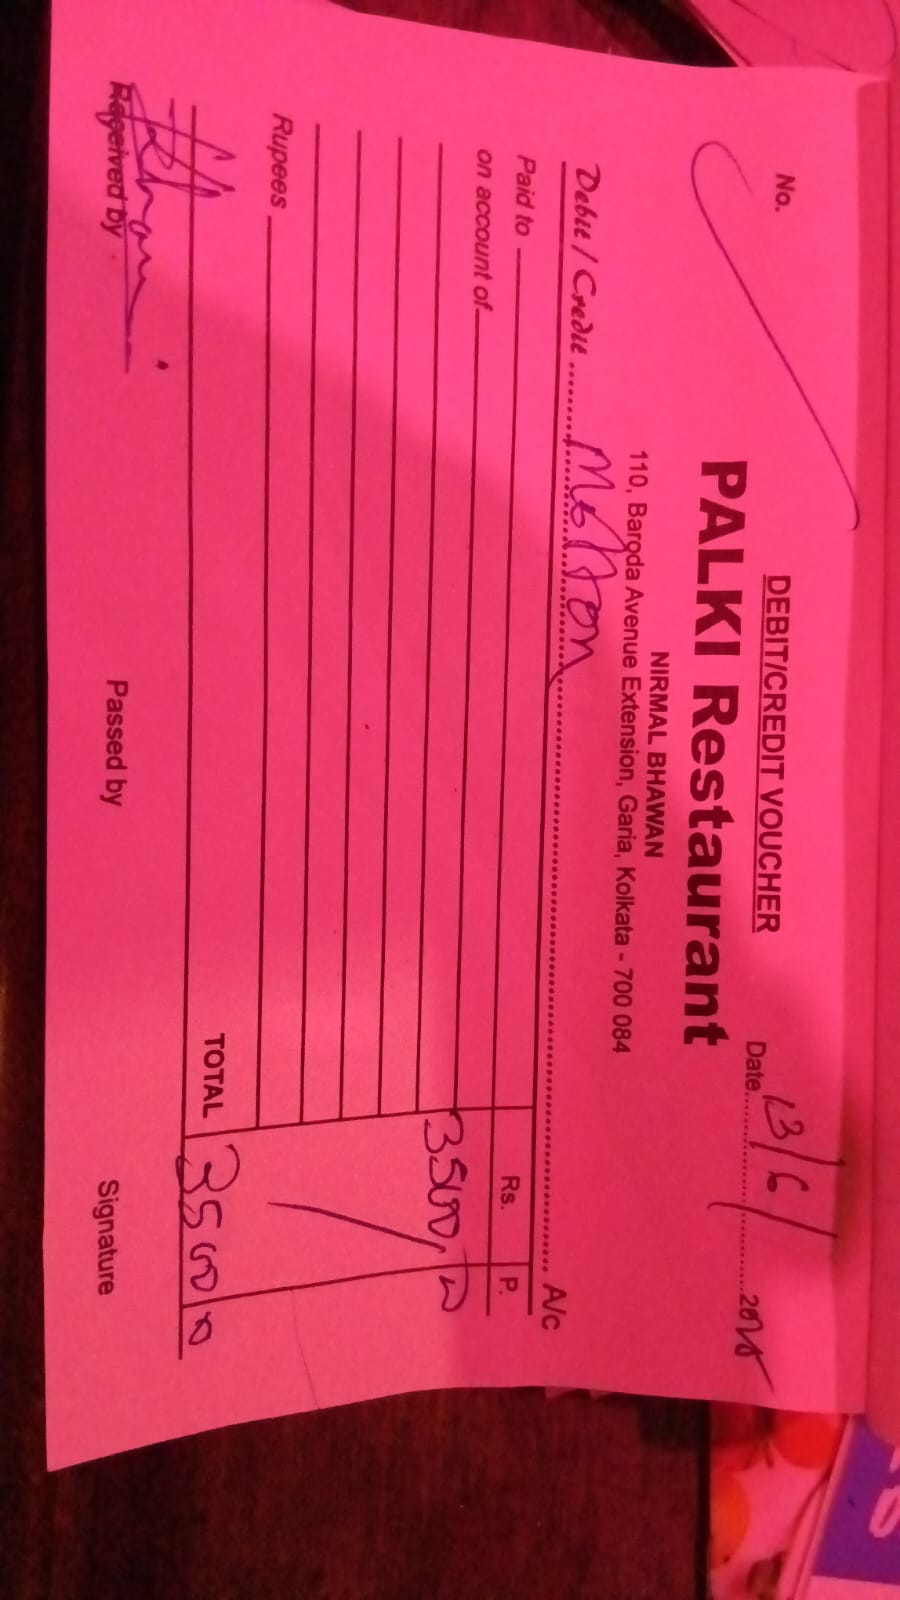 DEBIT/CREDIT VOUCHER
No. Date 13/6/ 2025
PALKI Restaurant
NIRMAL BHAWAN
110, Baroda Avenue Extension, Garia, Kolkata - 700 084
Debit / Credit Mutton A/c
Paid to Rs. P.
on account of
3500
Rupees
TOTAL 3500
Received by Passed by Signature